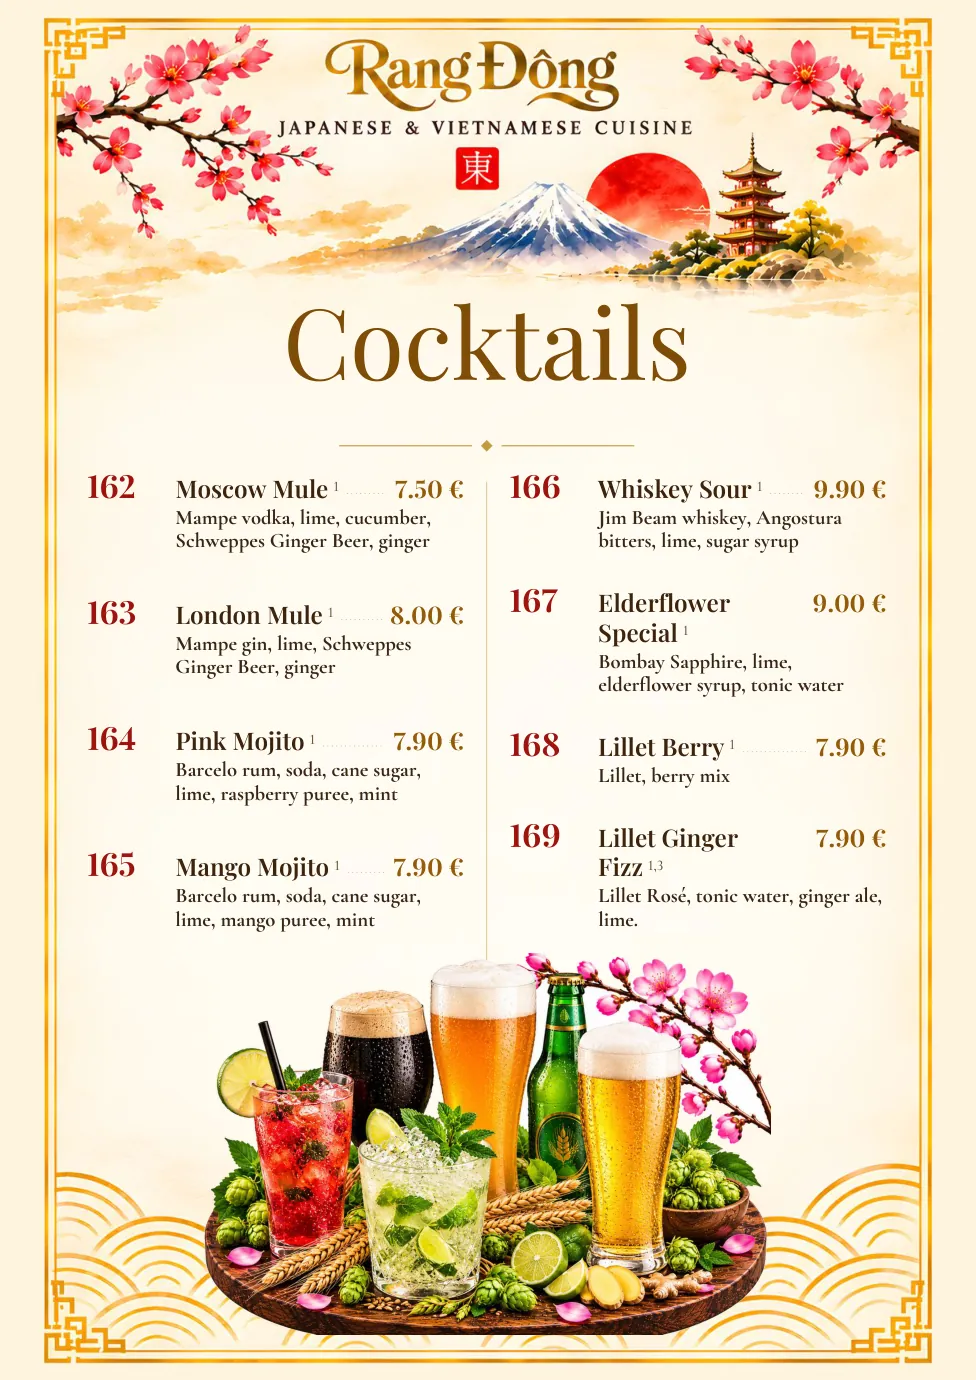 Rang Đông
JAPANESE & VIETNAMESE CUISINE
東
Cocktails
162 Moscow Mule 1 7.50 €
Mampe vodka, lime, cucumber,
Schweppes Ginger Beer, ginger
163 London Mule 1 8.00 €
Mampe gin, lime, Schweppes
Ginger Beer, ginger
164 Pink Mojito 1 7.90 €
Barcelo rum, soda, cane sugar,
lime, raspberry puree, mint
165 Mango Mojito 1 7.90 €
Barcelo rum, soda, cane sugar,
lime, mango puree, mint
166 Whiskey Sour 1 9.90 €
Jim Beam whiskey, Angostura
bitters, lime, sugar syrup
167 Elderflower 9.00 €
Special 1
Bombay Sapphire, lime,
elderflower syrup, tonic water
168 Lillet Berry 1 7.90 €
Lillet, berry mix
169 Lillet Ginger 7.90 €
Fizz 1,3
Lillet Rosé, tonic water, ginger ale,
lime.